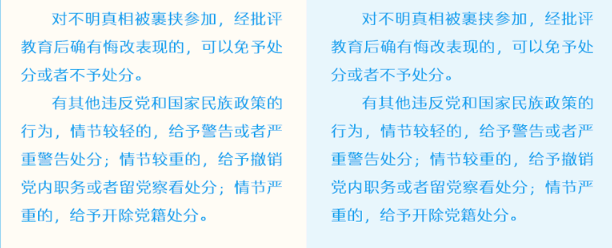 对不明真相被裹挟参加，经批评
教育后确有悔改表现的，可以免予处
分或者不予处分。
有其他违反党和国家民族政策的
行为，情节较轻的，给予警告或者严
重警告处分；情节较重的，给予撤销
党内职务或者留党察看处分；情节严
重的，给予开除党籍处分。
对不明真相被裹挟参加，经批评
教育后确有悔改表现的，可以免予处
分或者不予处分。
有其他违反党和国家民族政策的
行为，情节较轻的，给予警告或者严
重警告处分；情节较重的，给予撤销
党内职务或者留党察看处分；情节严
重的，给予开除党籍处分。